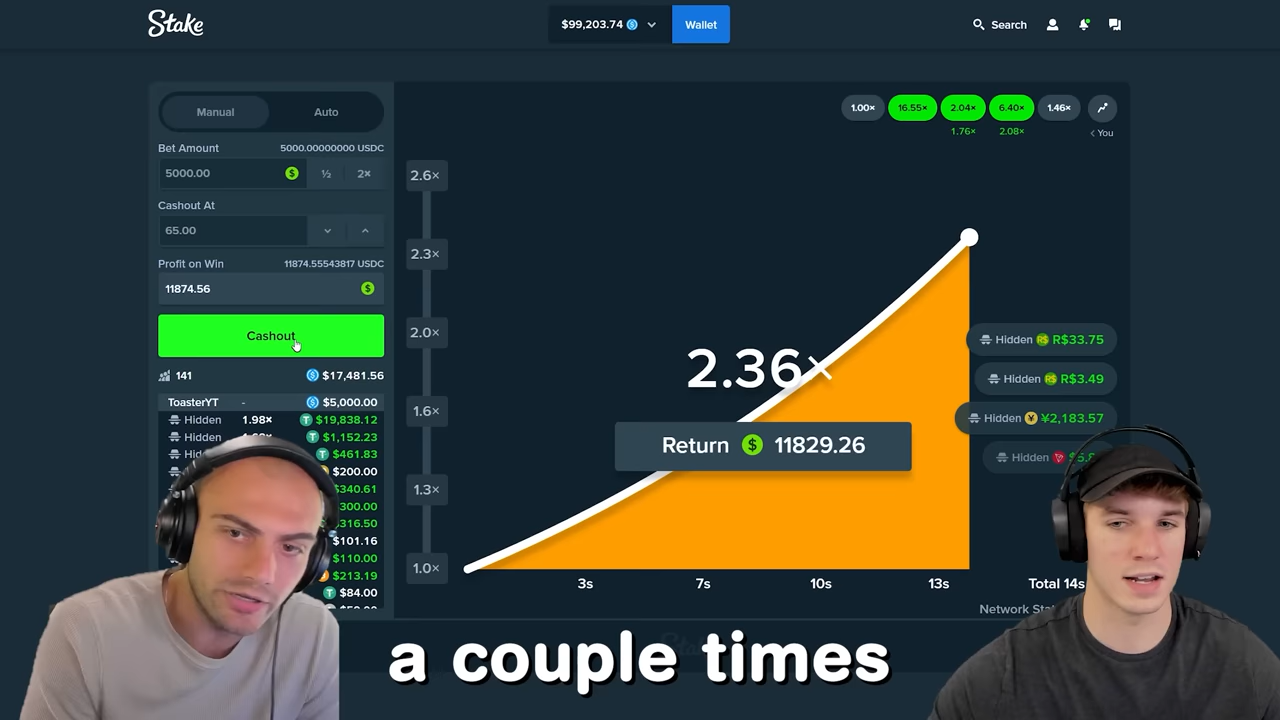 Stake
$99,203.74
Wallet
Search
Manual
Auto
Bet Amount
5000.00000000 USDC
5000.00
½
2×
Cashout At
65.00
Profit on Win
11874.55543817 USDC
11874.56
Cashout
141
$17,481.56
ToasterYT
-
$5,000.00
Hidden
1.98×
$19,838.12
Hidden
$1,152.23
$461.83
$200.00
$340.61
$101.16
$110.00
$213.19
$84.00
1.00×
16.55×
2.04×
6.40×
1.46×
1.76×
2.08×
You
2.6×
2.3×
2.0×
1.6×
1.3×
1.0×
2.36×
Return
$
11829.26
Hidden
R$33.75
Hidden
R$3.49
Hidden
¥2,183.57
Hidden
3s
7s
10s
13s
Total 14s
Network
a couple times